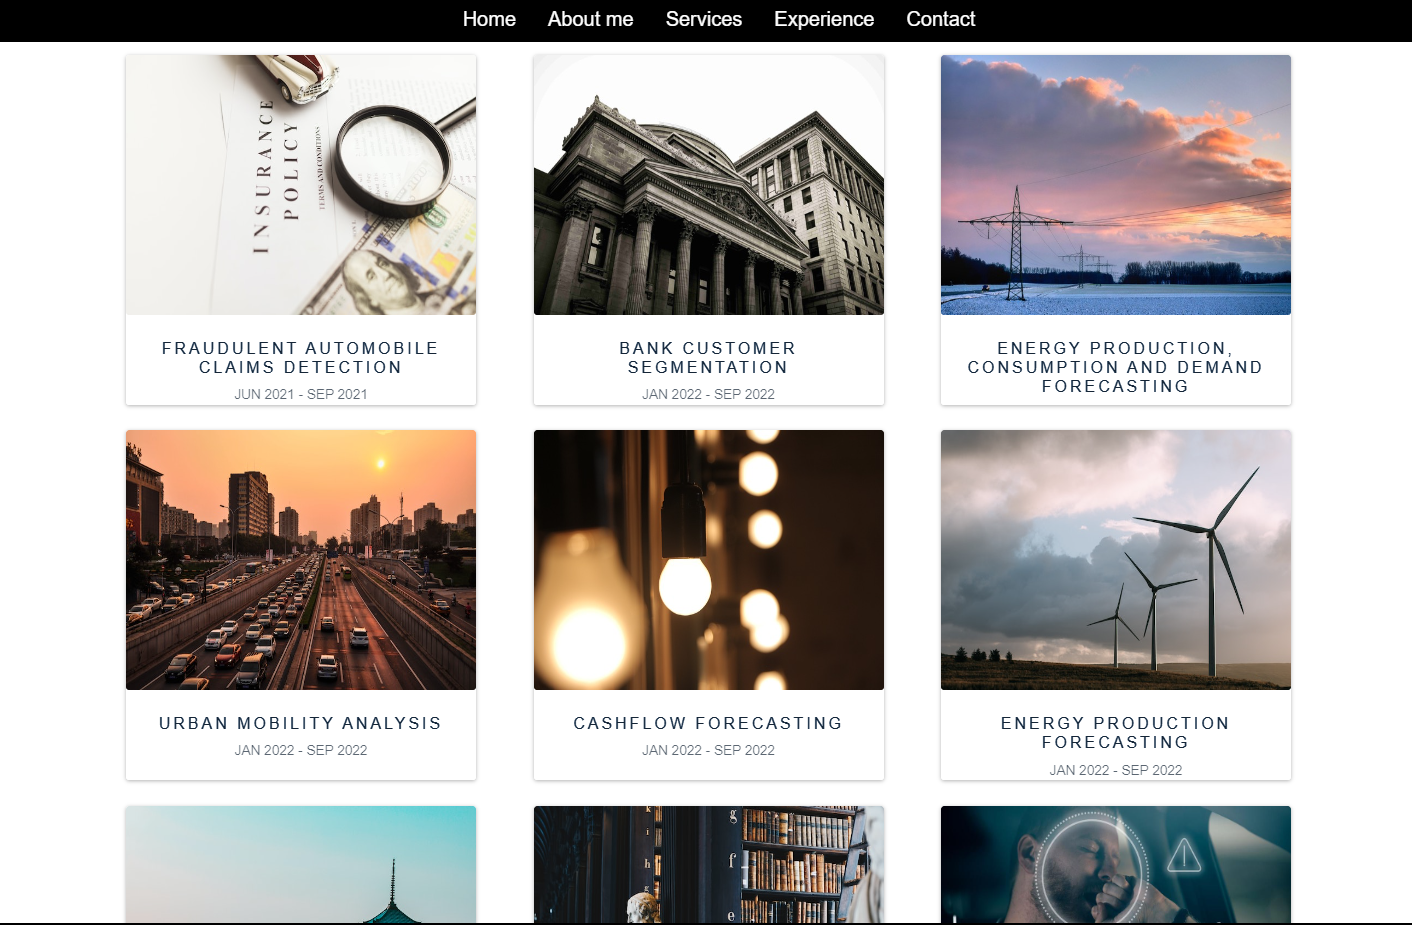 Home About me Services Experience Contact
INSURANCE
POLICY
TERMS AND CONDITIONS
FRAUDULENT AUTOMOBILE
CLAIMS DETECTION
JUN 2021 - SEP 2021
BANK CUSTOMER
SEGMENTATION
JAN 2022 - SEP 2022
ENERGY PRODUCTION,
CONSUMPTION AND DEMAND
FORECASTING
URBAN MOBILITY ANALYSIS
JAN 2022 - SEP 2022
CASHFLOW FORECASTING
JAN 2022 - SEP 2022
ENERGY PRODUCTION
FORECASTING
JAN 2022 - SEP 2022
k
i
h
g
g
f
e